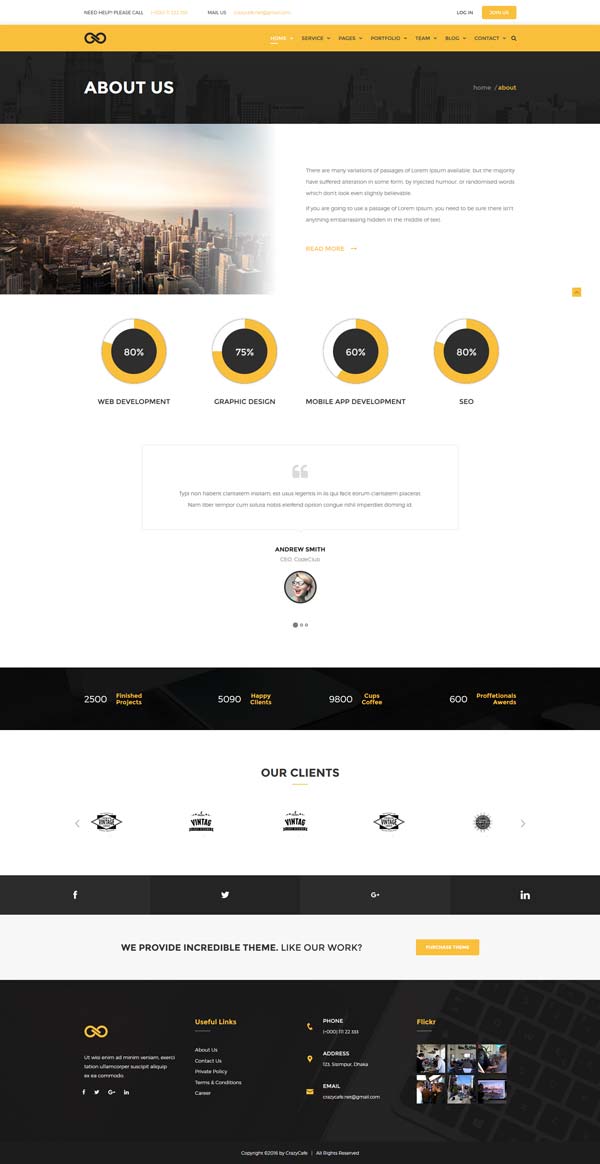 NEED HELP? PLEASE CALL (+000) 11 222 333 MAIL US crazycafe.net@gmail.com LOG IN JOIN US
HOME SERVICE PAGES PORTFOLIO TEAM BLOG CONTACT
ABOUT US
home / about
There are many variations of passages of Lorem Ipsum available, but the majority
have suffered alteration in some form, by injected humour, or randomised words
which don't look even slightly believable.
If you are going to use a passage of Lorem Ipsum, you need to be sure there isn't
anything embarrassing hidden in the middle of text.
READ MORE
80% 75% 60% 80%
WEB DEVELOPMENT GRAPHIC DESIGN MOBILE APP DEVELOPMENT SEO
Typi non habent claritatem insitam; est usus legentis in iis qui facit eorum claritatem placerat.
Nam liber tempor cum soluta nobis eleifend option congue nihil imperdiet doming id.
ANDREW SMITH
CEO, CodeClub
2500 Finished Projects
5090 Happy Clients
9800 Cups Coffee
600 Proffetionals Awerds
OUR CLIENTS
VINTAGE VINTAG VINTAG VINTAGE
WE PROVIDE INCREDIBLE THEME. LIKE OUR WORK? PURCHASE THEME
Ut wisi enim ad minim veniam, exerci
tation ullamcorper suscipit aliquip
ex ea commodo.
Useful Links
About Us
Contact Us
Private Policy
Terms & Conditions
Career
PHONE
(+000) 111 22 333
ADDRESS
123, Sismpur, Dhaka
EMAIL
crazycafe.net@gmail.com
Flickr
Copyright ©2016 by CrazyCafe | All Rights Reserved